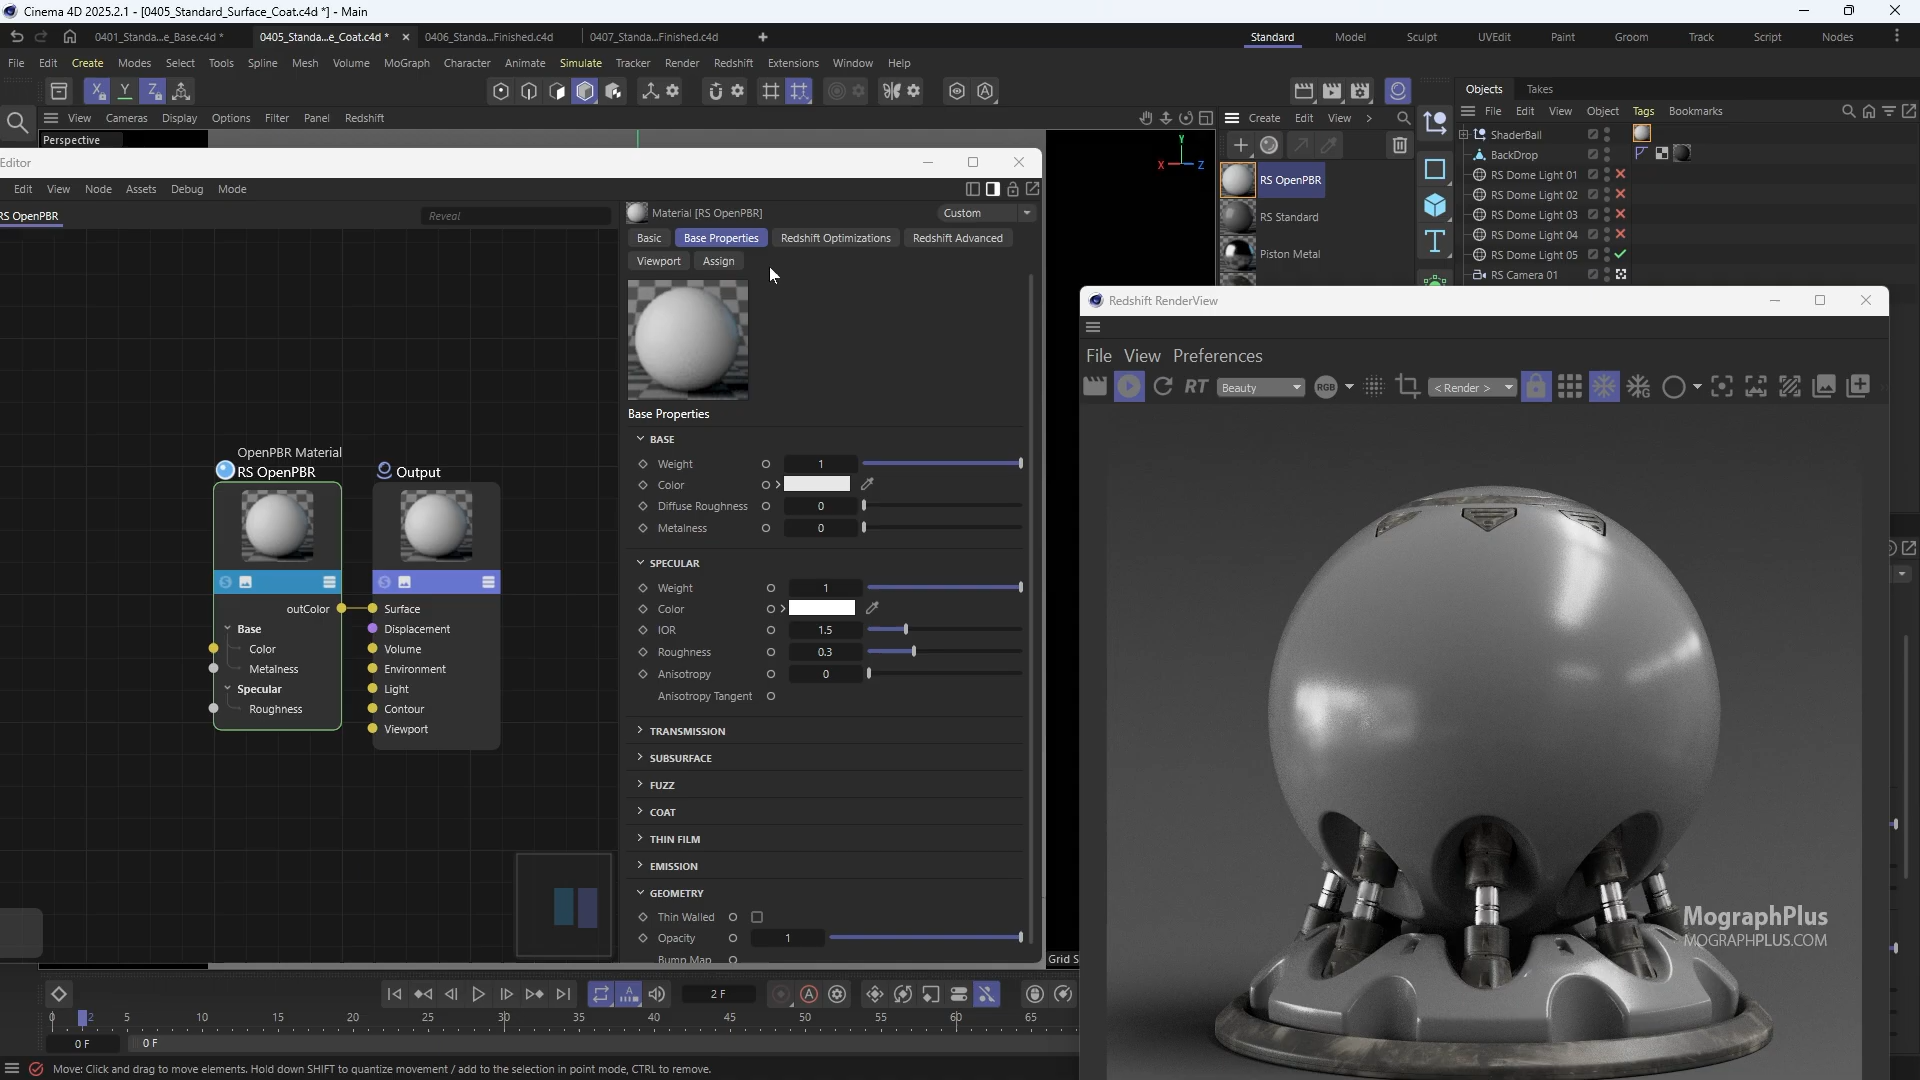 Cinema 4D 2025.2.1 - [0405_Standard_Surface_Coat.c4d *] - Main
0401_Standa...e_Base.c4d *
0405_Standa...e_Coat.c4d *
0406_Standa...Finished.c4d
0407_Standa...Finished.c4d
Standard Model Sculpt UVEdit Paint Groom Track Script Nodes
File Edit Create Modes Select Tools Spline Mesh Volume MoGraph Character Animate Simulate Tracker Render Redshift Extensions Window Help
X Y Z
Objects Takes
View Cameras Display Options Filter Panel Redshift
Create Edit View
File Edit View Object Tags Bookmarks
Perspective
Y
X Z
ShaderBall
BackDrop
RS Dome Light 01
RS Dome Light 02
RS Dome Light 03
RS Dome Light 04
RS Dome Light 05
RS Camera 01
RS OpenPBR
RS Standard
Piston Metal
Editor
Edit View Node Assets Debug Mode
RS OpenPBR
Reveal
Material [RS OpenPBR]
Custom
Basic Base Properties Redshift Optimizations Redshift Advanced
Viewport Assign
Base Properties
BASE
Weight 1
Color
Diffuse Roughness 0
Metalness 0
SPECULAR
Weight 1
Color
IOR 1.5
Roughness 0.3
Anisotropy 0
Anisotropy Tangent
TRANSMISSION
SUBSURFACE
FUZZ
COAT
THIN FILM
EMISSION
GEOMETRY
Thin Walled
Opacity 1
Bump Map
OpenPBR Material
RS OpenPBR
outColor
Base
Color
Metalness
Specular
Roughness
Output
Surface
Displacement
Volume
Environment
Light
Contour
Viewport
Redshift RenderView
File View Preferences
RT Beauty RGB < Render >
MographPlus
MOGRAPHPLUS.COM
Grid S
2 F
0 2 5 10 15 20 25 30 35 40 45 50 55 60 65
0 F 0 F
Move: Click and drag to move elements. Hold down SHIFT to quantize movement / add to the selection in point mode, CTRL to remove.